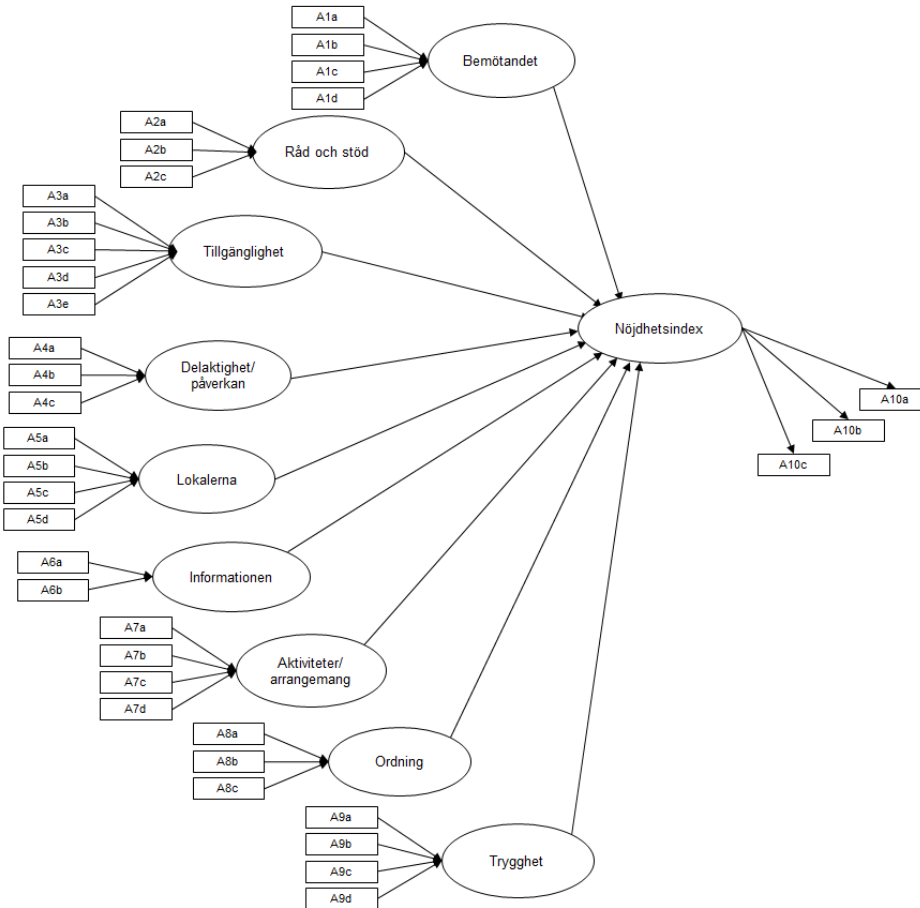 A1a
A1b
A1c
A1d
Bemötandet
A2a
A2b
A2c
Råd och stöd
A3a
A3b
A3c
A3d
A3e
Tillgänglighet
A4a
A4b
A4c
Delaktighet/
påverkan
A5a
A5b
A5c
A5d
Lokalerna
A6a
A6b
Informationen
A7a
A7b
A7c
A7d
Aktiviteter/
arrangemang
A8a
A8b
A8c
Ordning
A9a
A9b
A9c
A9d
Trygghet
Nöjdhetsindex
A10a
A10b
A10c